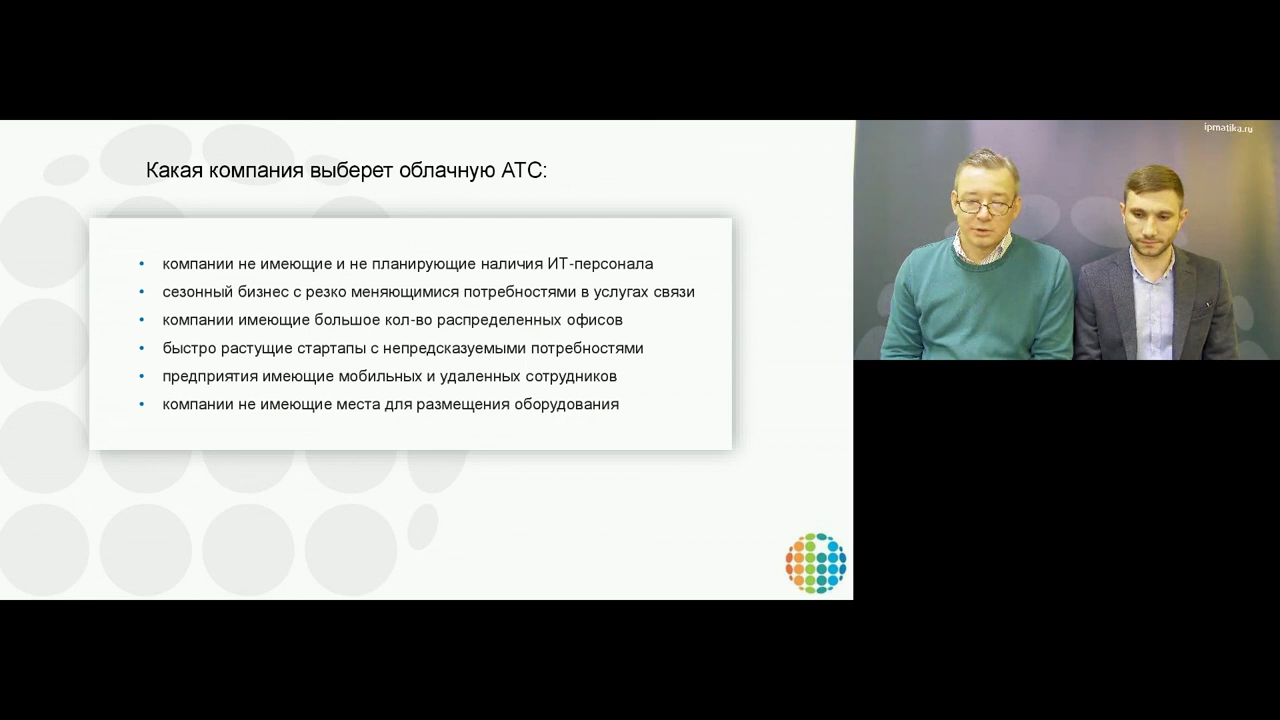 Какая компания выберет облачную АТС:
компании не имеющие и не планирующие наличия ИТ-персонала
сезонный бизнес с резко меняющимися потребностями в услугах связи
компании имеющие большое кол-во распределенных офисов
быстро растущие стартапы с непредсказуемыми потребностями
предприятия имеющие мобильных и удаленных сотрудников
компании не имеющие места для размещения оборудования
ipmatika.ru